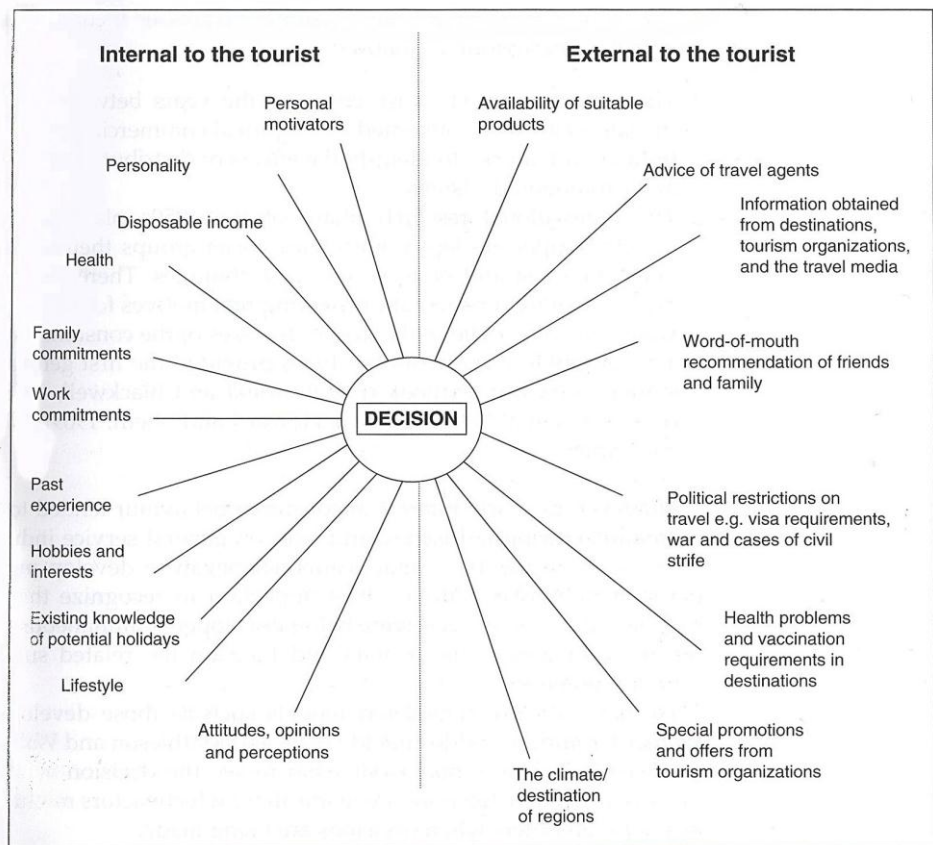 Internal to the tourist
Personal
motivators
Personality
Disposable income
Health
Family
commitments
Work
commitments
Past
experience
Hobbies and
interests
Existing knowledge
of potential holidays
Lifestyle
Attitudes, opinions
and perceptions
DECISION
External to the tourist
Availability of suitable
products
Advice of travel agents
Information obtained
from destinations,
tourism organizations,
and the travel media
Word-of-mouth
recommendation of friends
and family
Political restrictions on
travel e.g. visa requirements,
war and cases of civil
strife
Health problems
and vaccination
requirements in
destinations
Special promotions
and offers from
tourism organizations
The climate/
destination
of regions